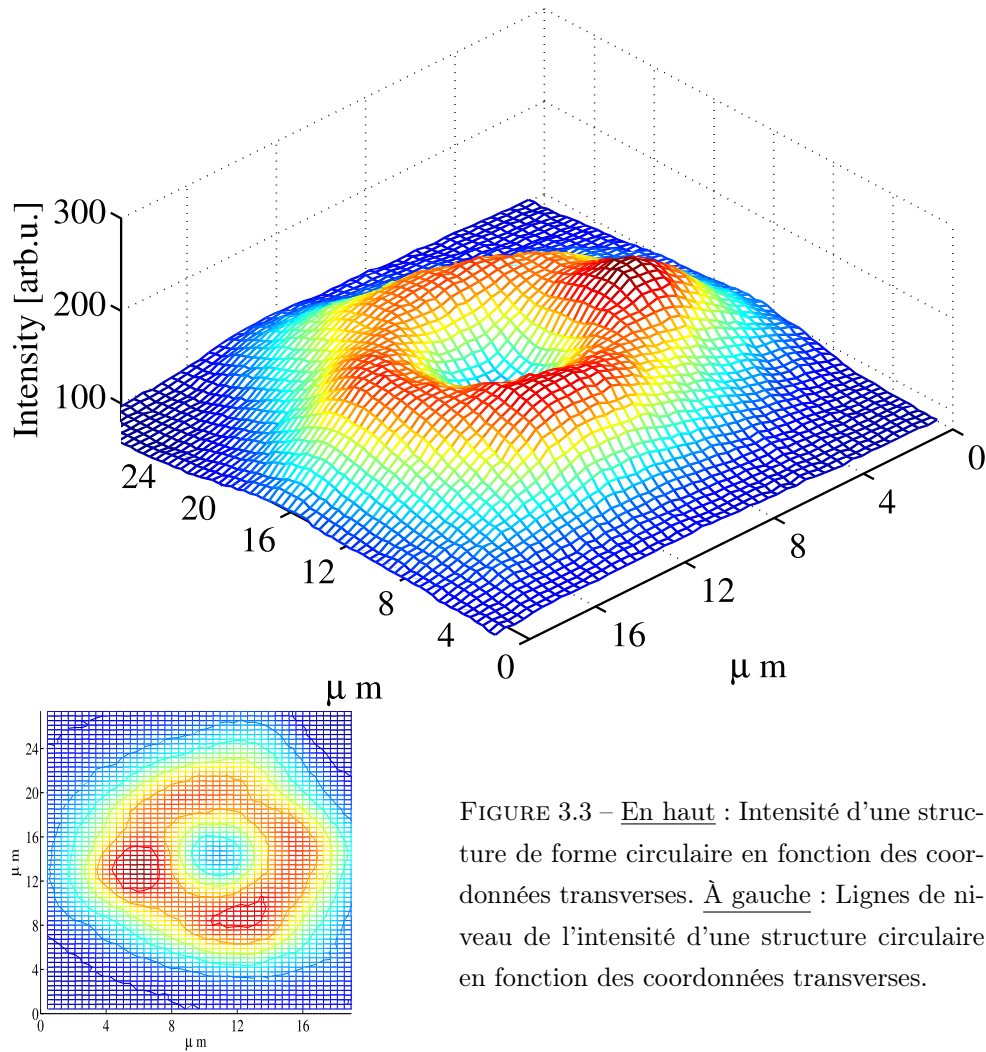 300
200
100
Intensity [arb.u.]
24
20
16
12
8
4
0
μ m
0
4
8
12
16
μ m
24
20
16
12
8
4
0
μ m
0 4 8 12 16
μ m
FIGURE 3.3 – En haut : Intensité d'une struc-
ture de forme circulaire en fonction des coor-
données transverses. À gauche : Lignes de ni-
veau de l'intensité d'une structure circulaire
en fonction des coordonnées transverses.